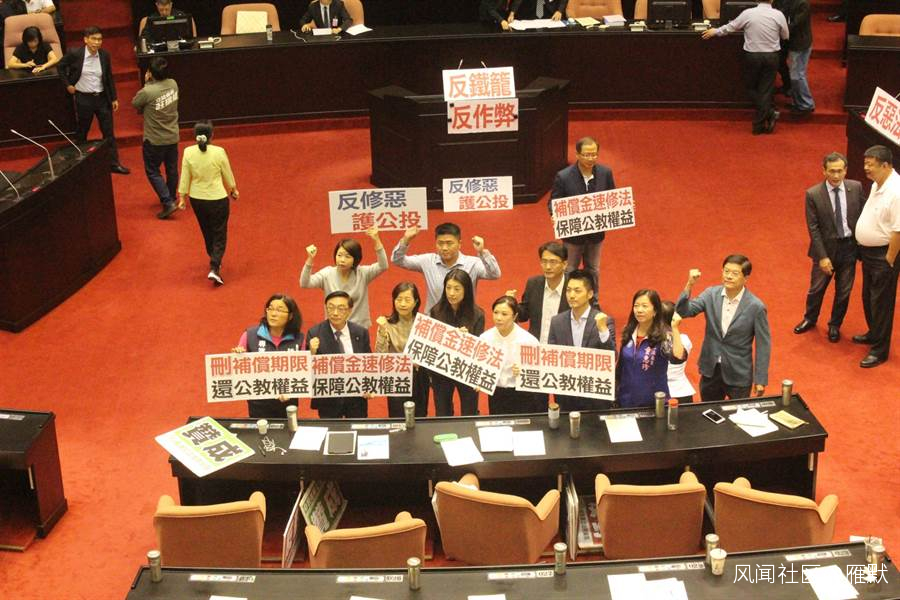 反鐵籠
反作弊
反惡法
反修惡
護公投
反修惡
護公投
補償金速修法
保障公教權益
刪補償期限
還公教權益
補償金速修法
保障公教權益
補償金速修法
保障公教權益
刪補償期限
還公教權益
贊成
风闻社区
雁默